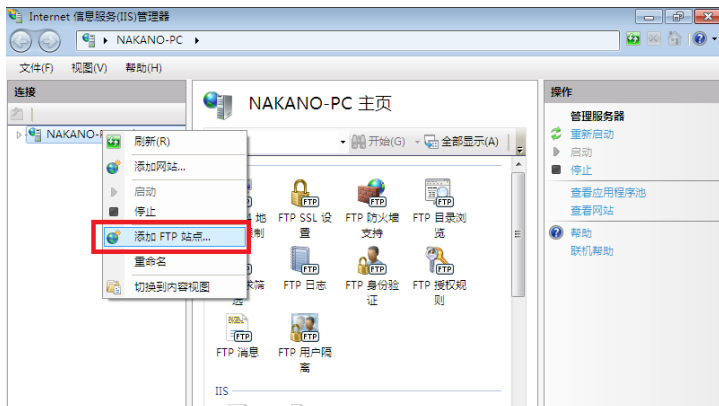 Internet 信息服务(IIS)管理器
NAKANO-PC
文件(F) 视图(V) 帮助(H)
连接
NAKANO-P
刷新(R)
添加网站...
启动
停止
添加 FTP 站点...
重命名
切换到内容视图
NAKANO-PC 主页
开始(G) 全部显示(A)
地 FTP SSL 设 FTP 防火墙 FTP 目录浏
制 置 支持 览
FTP 日志 FTP 身份验 FTP 授权规
选 证 则
FTP 消息 FTP 用户隔
离
IIS
操作
管理服务器
重新启动
启动
停止
查看应用程序池
查看网站
帮助
联机帮助